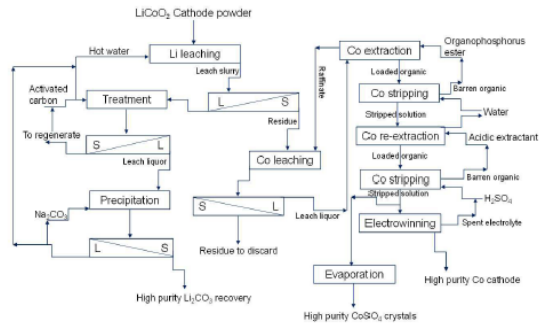 LiCoO₂ Cathode powder
Hot water
Li leaching
Leach slurry
Activated
carbon
Treatment
L S
To regenerate
S L
Residue
Leach liquor
Raffinate
Co leaching
Precipitation
Na₂CO₃
S L
Leach liquor
L S
Residue to discard
High purity Li₂CO₃ recovery
Co extraction
Organophosphorus
ester
Loaded organic
Barren organic
Co stripping
Water
Stripped solution
Co re-extraction
Acidic extractant
Loaded organic
Co stripping
Barren organic
Stripped solution
H₂SO₄
Electrowinning
Spent electrolyte
Evaporation
High purity Co cathode
High purity CoSO₄ crystals